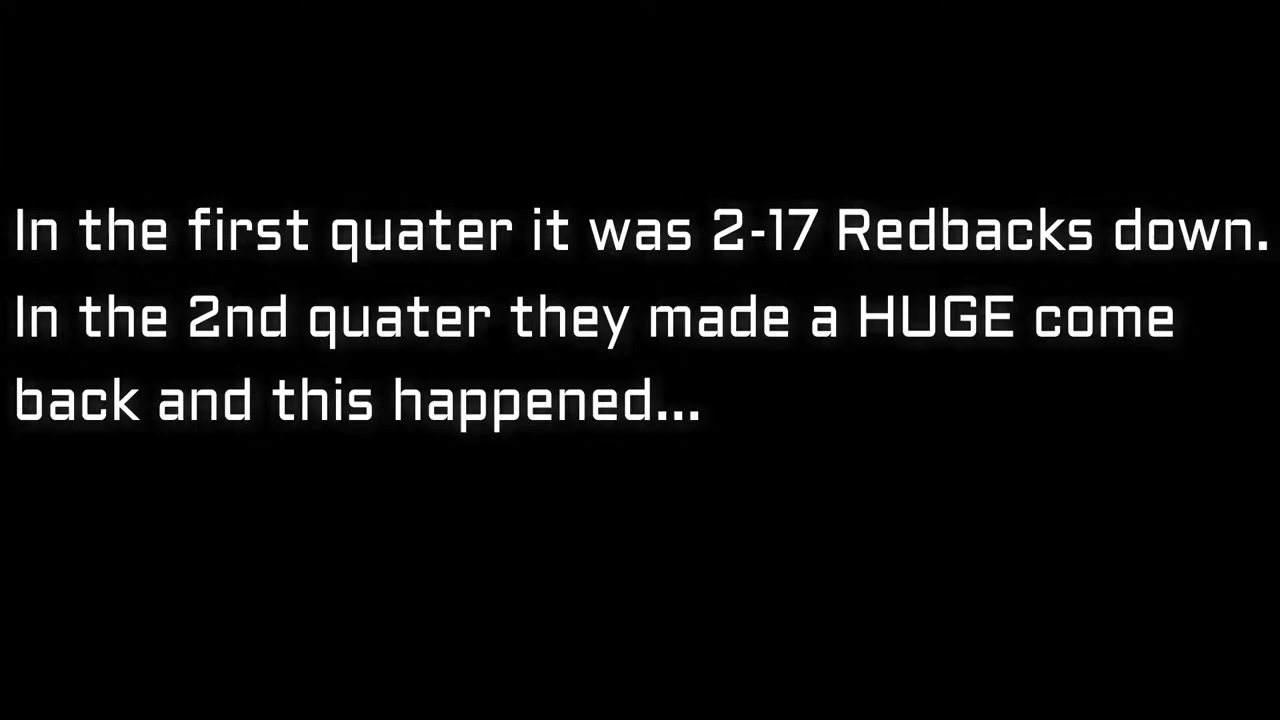 In the first quater it was 2-17 Redbacks down.
In the 2nd quater they made a HUGE come
back and this happened...